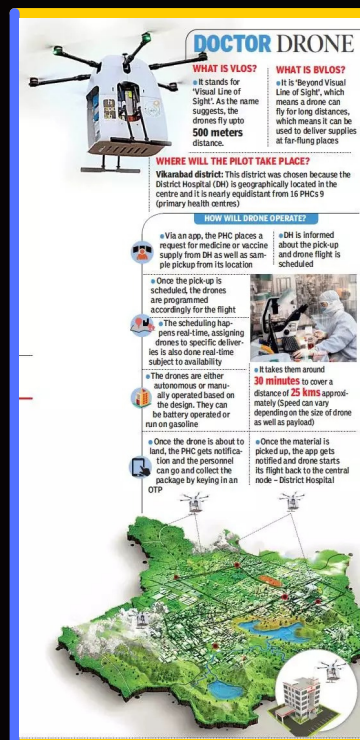 DOCTOR DRONE
WHAT IS VLOS?
It stands for
'Visual Line of
Sight'. As the name
suggests, the
drones fly upto
500 meters
distance.
WHAT IS BVLOS?
It is 'Beyond Visual
Line of Sight', which
means a drone can
fly for long distances,
which means it can be
used to deliver supplies
at far-flung places
WHERE WILL THE PILOT TAKE PLACE?
Vikarabad district: This district was chosen because the
District Hospital (DH) is geographically located in the
centre and it is nearly equidistant from 16 PHCs 9
(primary health centres)
HOW WILL DRONE OPERATE?
Via an app, the PHC places a
request for medicine or vaccine
supply from DH as well as sam-
ple pickup from its location
DH is informed
about the pick-up
and drone flight is
scheduled
Once the pick-up is
scheduled, the drones
are programmed
accordingly for the flight
The scheduling hap-
pens real-time, assigning
drones to specific deliver-
ies is also done real-time
subject to availability
The drones are either
autonomous or manu-
ally operated based on
the design. They can
be battery operated or
run on gasoline
It takes them around
30 minutes to cover a
distance of 25 kms approxi-
mately (Speed can vary
depending on the size of drone
as well as payload)
Once the drone is about to
land, the PHC gets notifica-
tion and the personnel
can go and collect the
package by keying in an
OTP
Once the material is
picked up, the app gets
notified and drone starts
its flight back to the central
node – District Hospital